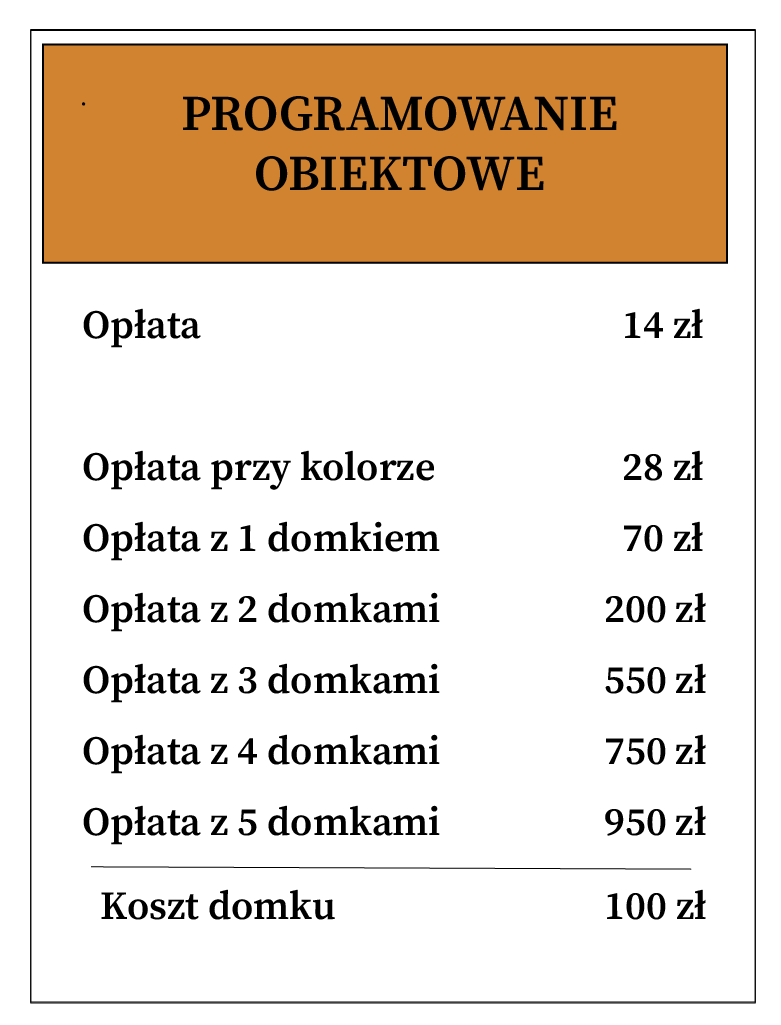 PROGRAMOWANIE
OBIEKTOWE
Opłata 14 zł
Opłata przy kolorze 28 zł
Opłata z 1 domkiem 70 zł
Opłata z 2 domkami 200 zł
Opłata z 3 domkami 550 zł
Opłata z 4 domkami 750 zł
Opłata z 5 domkami 950 zł
Koszt domku 100 zł